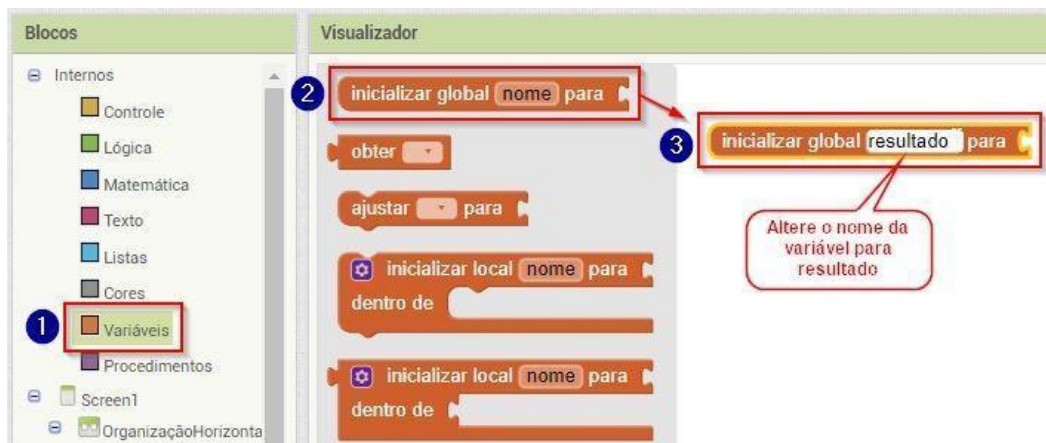 Blocos
Visualizador
Internos
Controle
Lógica
Matemática
Texto
Listas
Cores
1
Variáveis
Procedimentos
Screen1
OrganizaçãoHorizonta
2
inicializar global nome para
obter
ajustar para
inicializar local nome para
dentro de
inicializar local nome para
dentro de
3
inicializar global resultado para
Altere o nome da
variável para
resultado